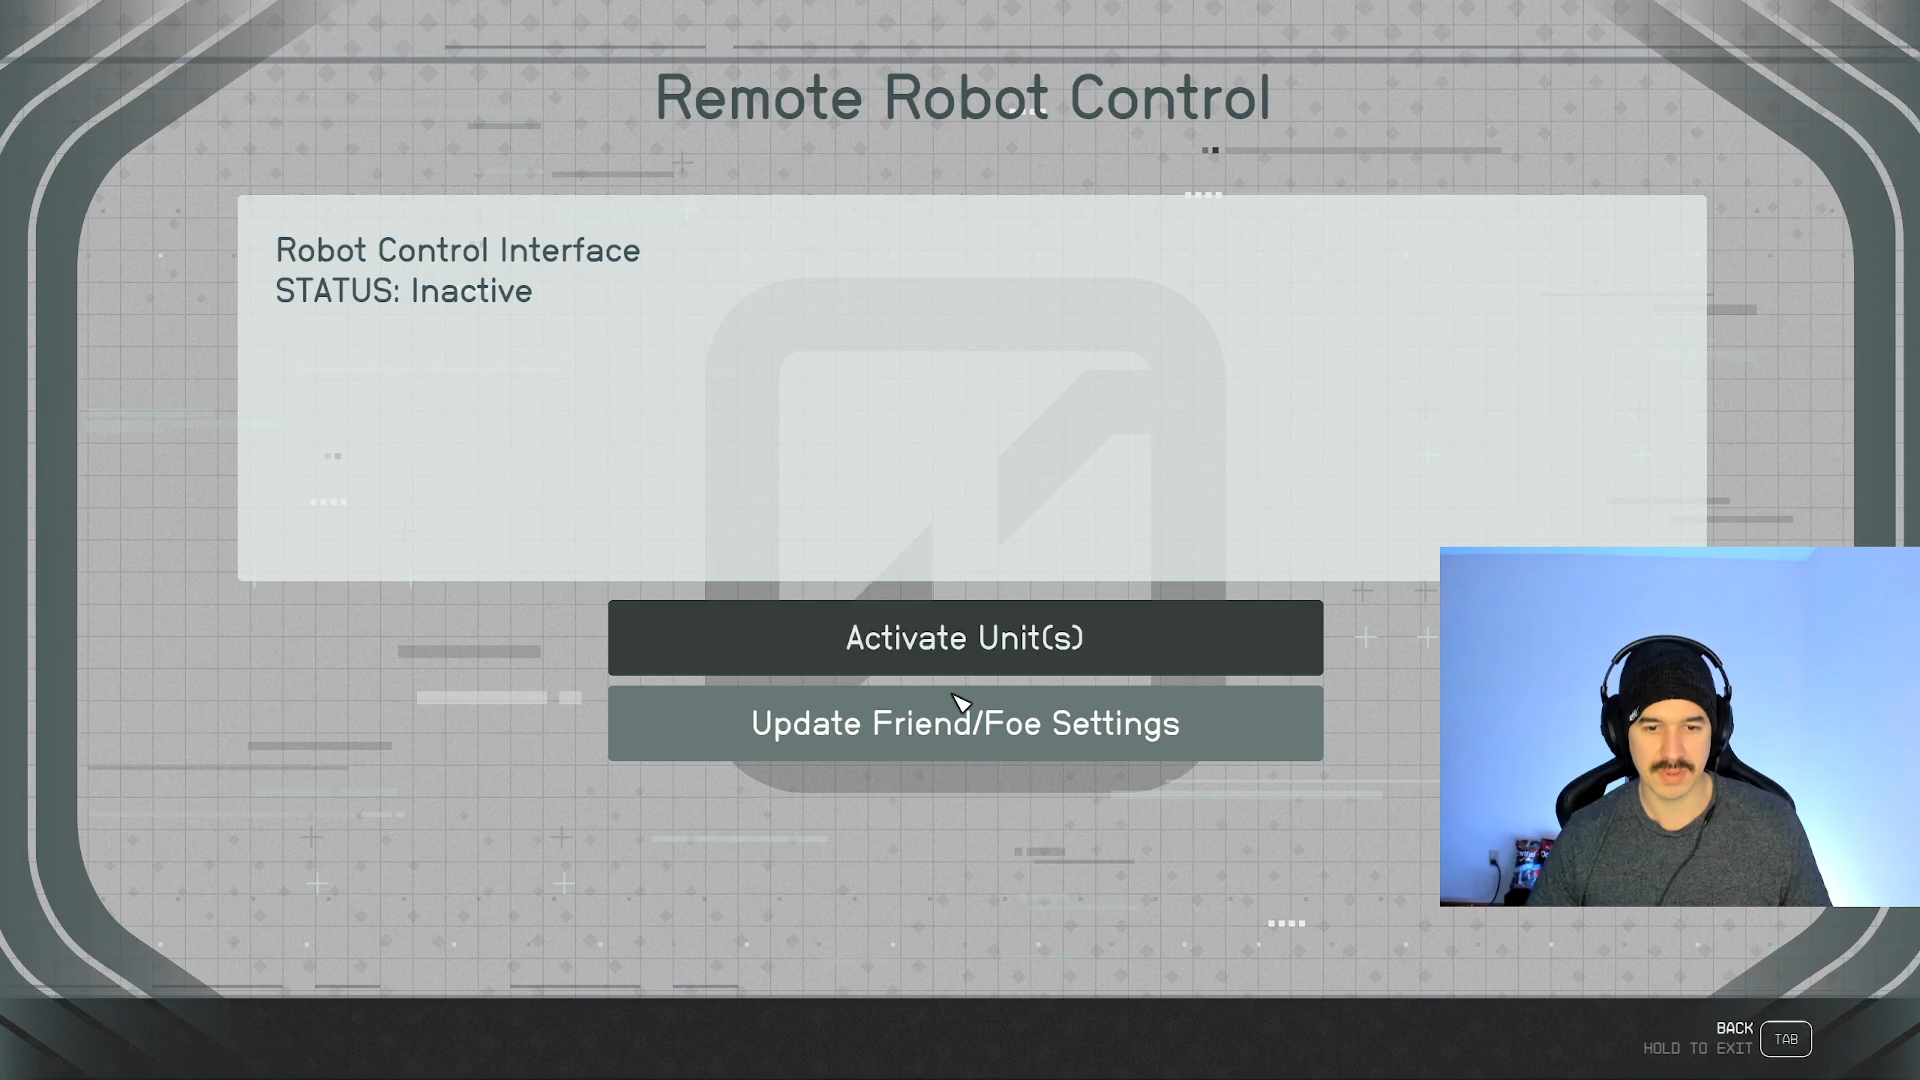 Remote Robot Control
Robot Control Interface
STATUS: Inactive
Activate Unit(s)
Update Friend/Foe Settings
BACK
HOLD TO EXIT
TAB